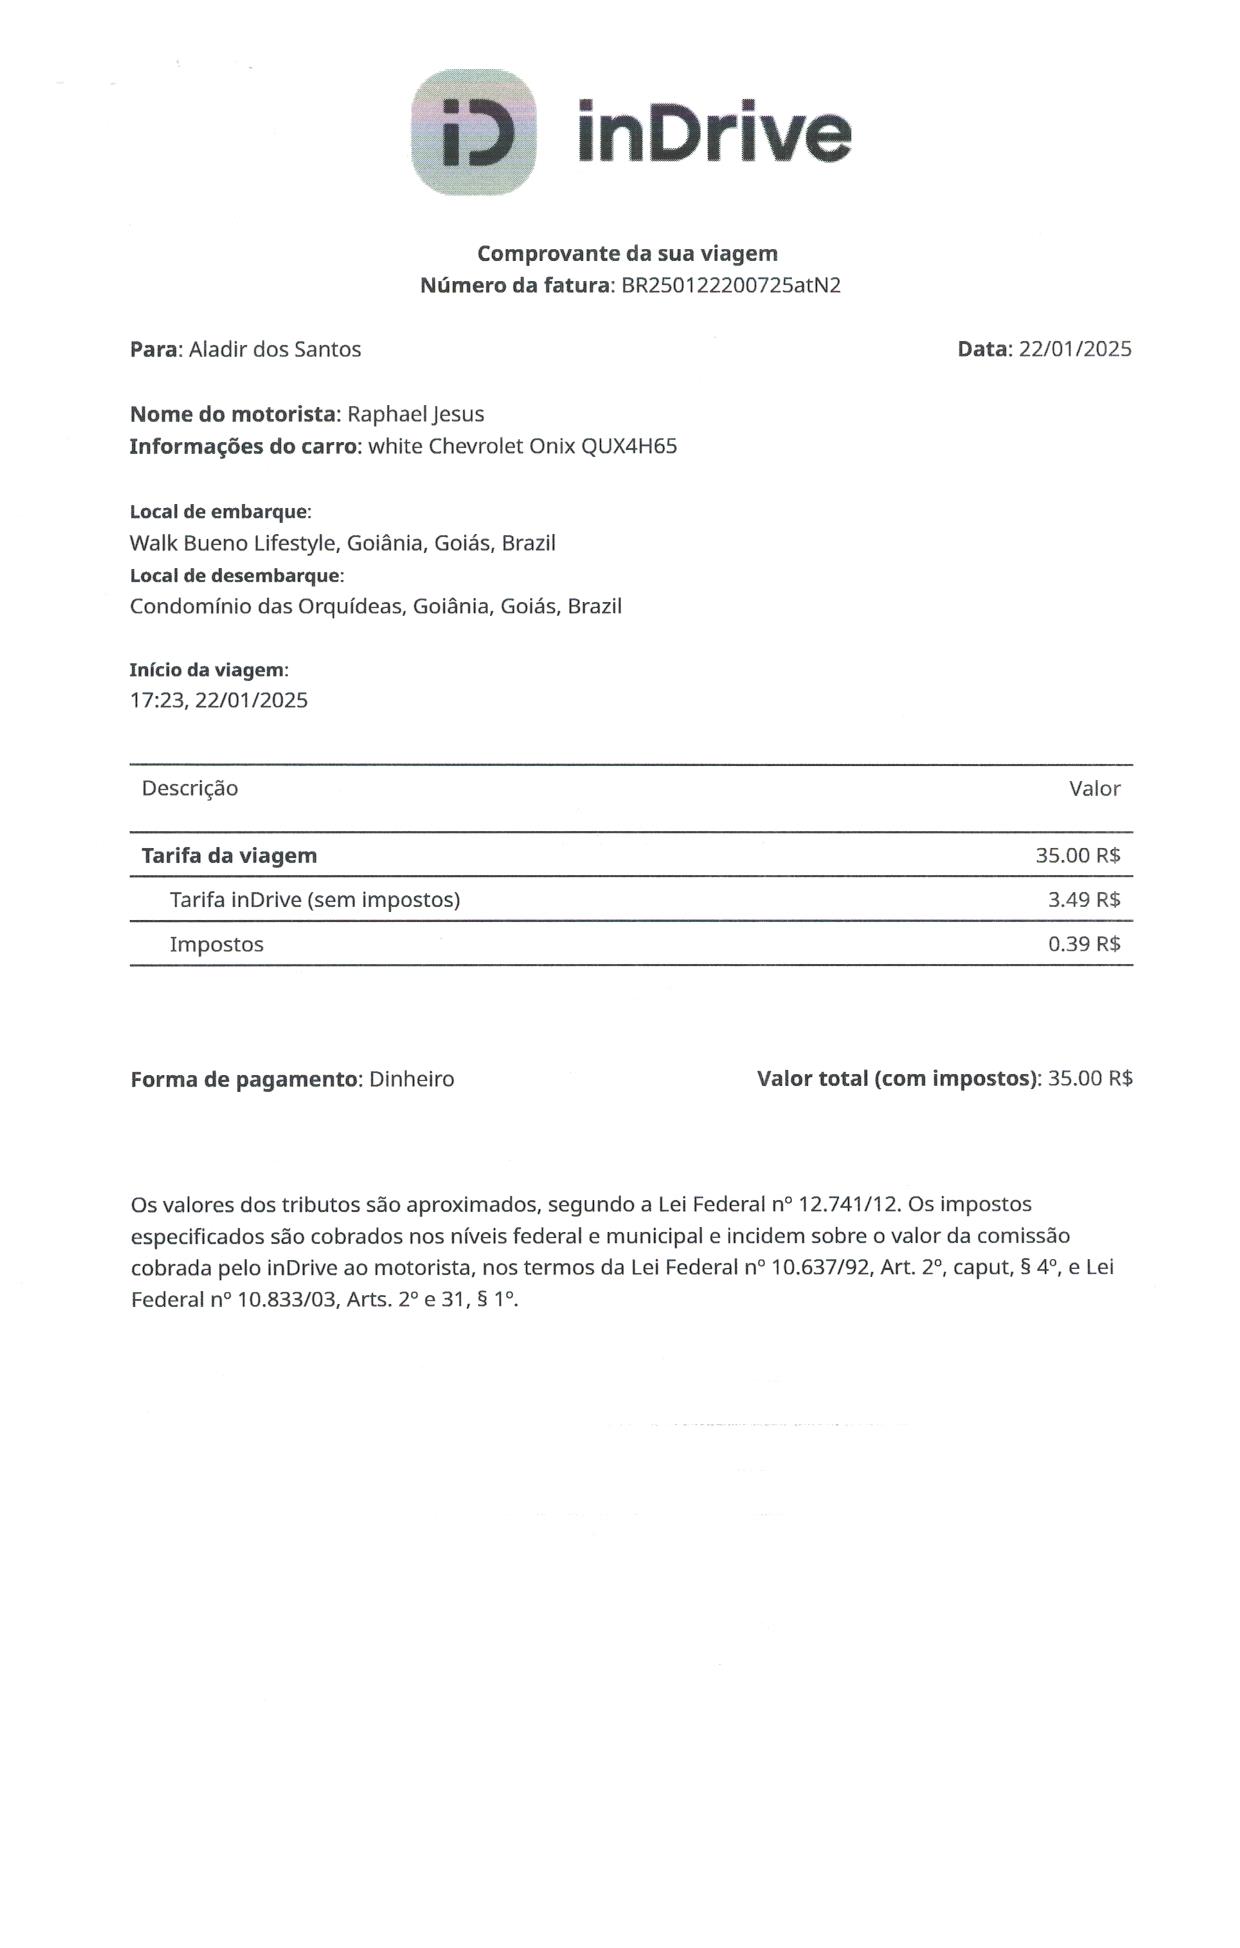 iD inDrive
Comprovante da sua viagem
Número da fatura: BR250122200725atN2
Para: Aladir dos Santos Data: 22/01/2025
Nome do motorista: Raphael Jesus
Informações do carro: white Chevrolet Onix QUX4H65
Local de embarque:
Walk Bueno Lifestyle, Goiânia, Goiás, Brazil
Local de desembarque:
Condomínio das Orquídeas, Goiânia, Goiás, Brazil
Início da viagem:
17:23, 22/01/2025
Descrição Valor
Tarifa da viagem 35.00 R$
Tarifa inDrive (sem impostos) 3.49 R$
Impostos 0.39 R$
Forma de pagamento: Dinheiro Valor total (com impostos): 35.00 R$
Os valores dos tributos são aproximados, segundo a Lei Federal nº 12.741/12. Os impostos
especificados são cobrados nos níveis federal e municipal e incidem sobre o valor da comissão
cobrada pelo inDrive ao motorista, nos termos da Lei Federal nº 10.637/92, Art. 2º, caput, § 4º, e Lei
Federal nº 10.833/03, Arts. 2º e 31, § 1º.